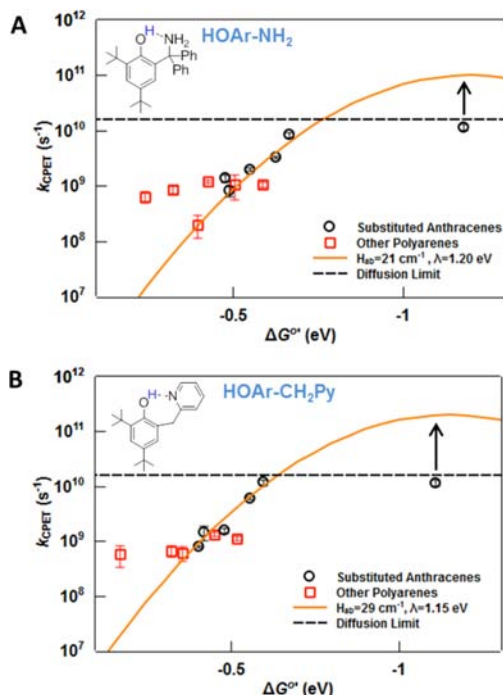 A
HOAr-NH₂
H
O
NH₂
Ph
Ph
10¹²
10¹¹
10¹⁰
10⁹
10⁸
10⁷
k_CPET (s⁻¹)
Substituted Anthracenes
Other Polyarenes
H_ab=21 cm⁻¹, λ=1.20 eV
Diffusion Limit
-0.5
-1
ΔG°* (eV)
B
HOAr-CH₂Py
H
O
N
10¹²
10¹¹
10¹⁰
10⁹
10⁸
10⁷
k_CPET (s⁻¹)
Substituted Anthracenes
Other Polyarenes
H_ab=29 cm⁻¹, λ=1.15 eV
Diffusion Limit
-0.5
-1
ΔG°* (eV)